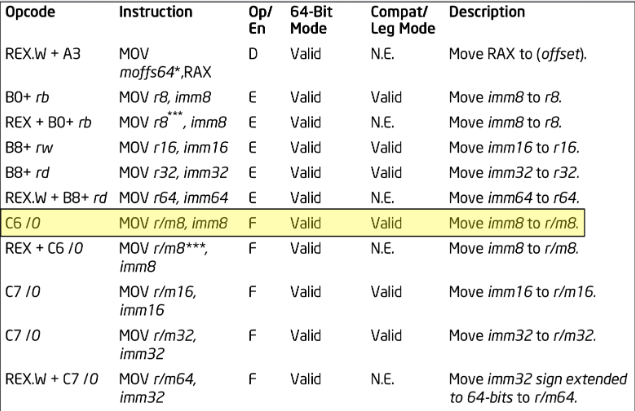 Opcode Instruction Op/ 64-Bit Compat/ Description
En Mode Leg Mode
REX.W + A3 MOV D Valid N.E. Move RAX to (offset).
moffs64*,RAX
B0+ rb MOV r8, imm8 E Valid Valid Move imm8 to r8.
REX + B0+ rb MOV r8***, imm8 E Valid N.E. Move imm8 to r8.
B8+ rw MOV r16, imm16 E Valid Valid Move imm16 to r16.
B8+ rd MOV r32, imm32 E Valid Valid Move imm32 to r32.
REX.W + B8+ rd MOV r64, imm64 E Valid N.E. Move imm64 to r64.
C6 /0 MOV r/m8, imm8 F Valid Valid Move imm8 to r/m8.
REX + C6 /0 MOV r/m8***, F Valid N.E. Move imm8 to r/m8.
imm8
C7 /0 MOV r/m16, F Valid Valid Move imm16 to r/m16.
imm16
C7 /0 MOV r/m32, F Valid Valid Move imm32 to r/m32.
imm32
REX.W + C7 /0 MOV r/m64, F Valid N.E. Move imm32 sign extended
imm32 to 64-bits to r/m64.